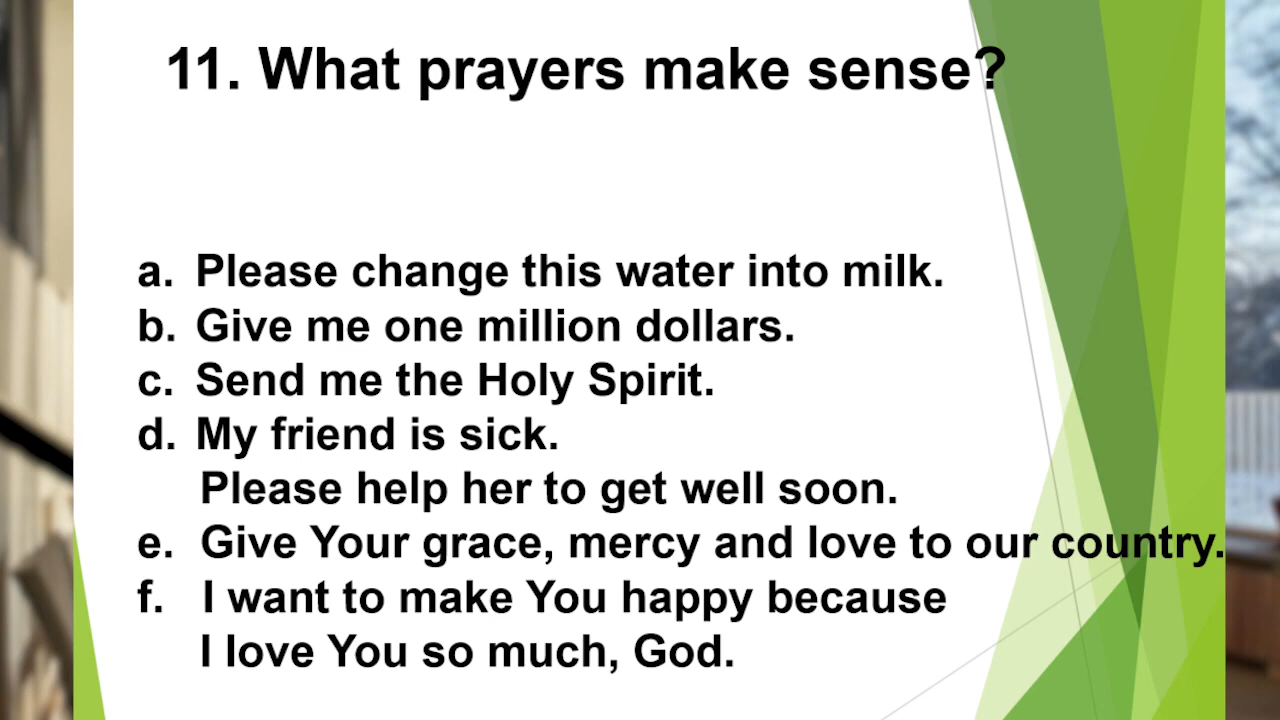 11. What prayers make sense?
a. Please change this water into milk.
b. Give me one million dollars.
c. Send me the Holy Spirit.
d. My friend is sick.
Please help her to get well soon.
e. Give Your grace, mercy and love to our country.
f. I want to make You happy because
I love You so much, God.